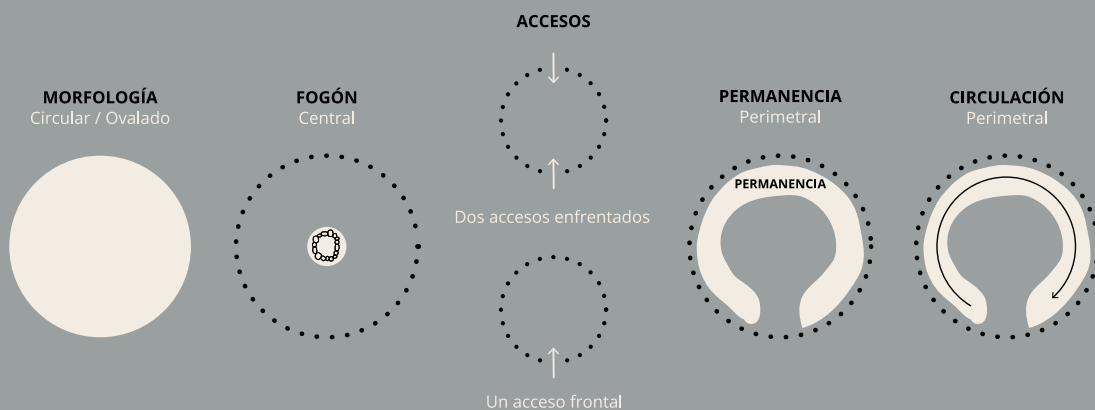 MORFOLOGÍA
Circular / Ovalado
FOGÓN
Central
ACCESOS
Dos accesos enfrentados
Un acceso frontal
PERMANENCIA
Perimetral
PERMANENCIA
CIRCULACIÓN
Perimetral